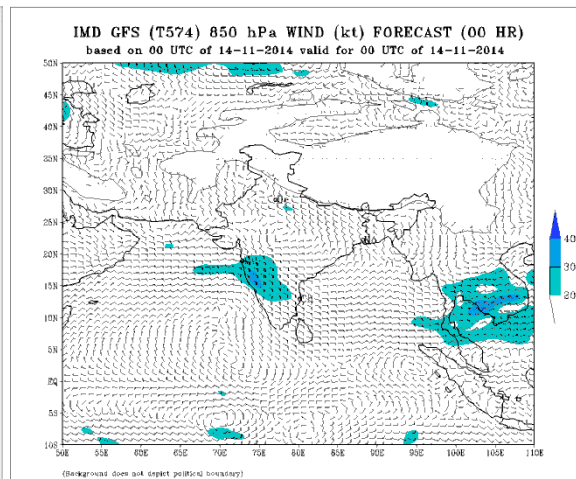 IMD GFS (T574) 850 hPa WIND (kt) FORECAST (00 HR)
based on 00 UTC of 14-11-2014 valid for 00 UTC of 14-11-2014
50N
45N
40N
35N
30N
25N
20N
15N
10N
5N
EQ
5S
10S
50E 55E 60E 65E 70E 75E 80E 85E 90E 95E 100E 105E 110E
40
30
20
(Background does not depict political boundary)